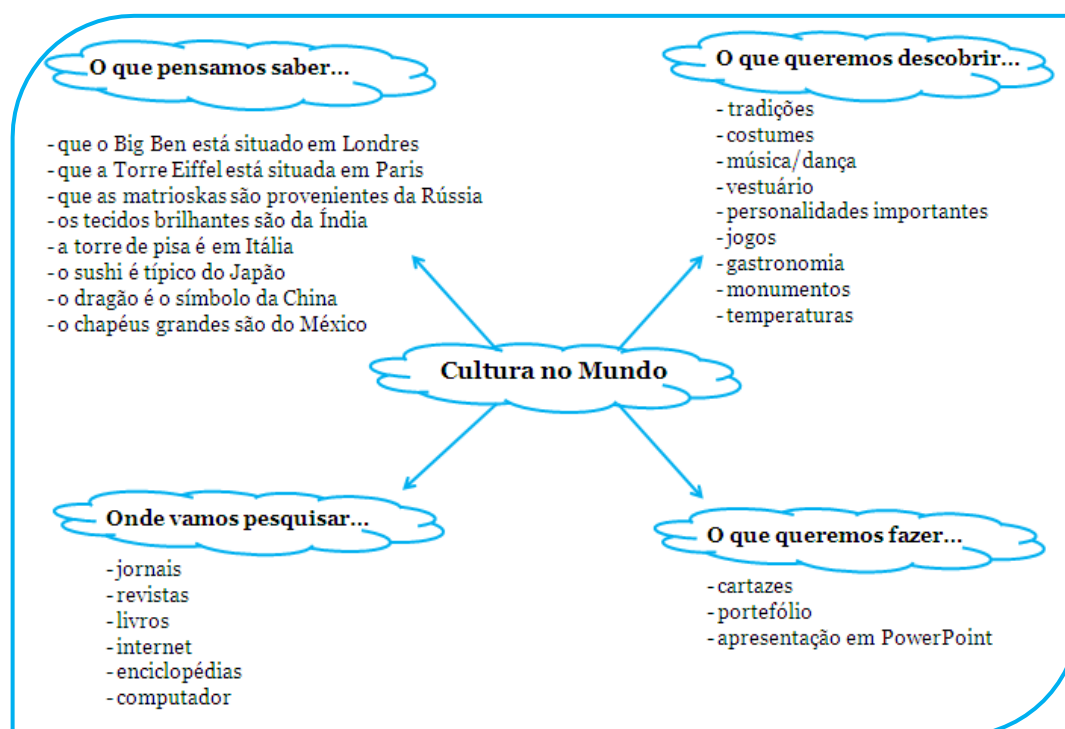 O que pensamos saber...
- que o Big Ben está situado em Londres
- que a Torre Eiffel está situada em Paris
- que as matrioskas são provenientes da Rússia
- os tecidos brilhantes são da Índia
- a torre de pisa é em Itália
- o sushi é típico do Japão
- o dragão é o símbolo da China
- o chapéus grandes são do México
O que queremos descobrir...
- tradições
- costumes
- música/dança
- vestuário
- personalidades importantes
- jogos
- gastronomia
- monumentos
- temperaturas
Cultura no Mundo
Onde vamos pesquisar...
- jornais
- revistas
- livros
- internet
- enciclopédias
- computador
O que queremos fazer...
- cartazes
- portefólio
- apresentação em PowerPoint